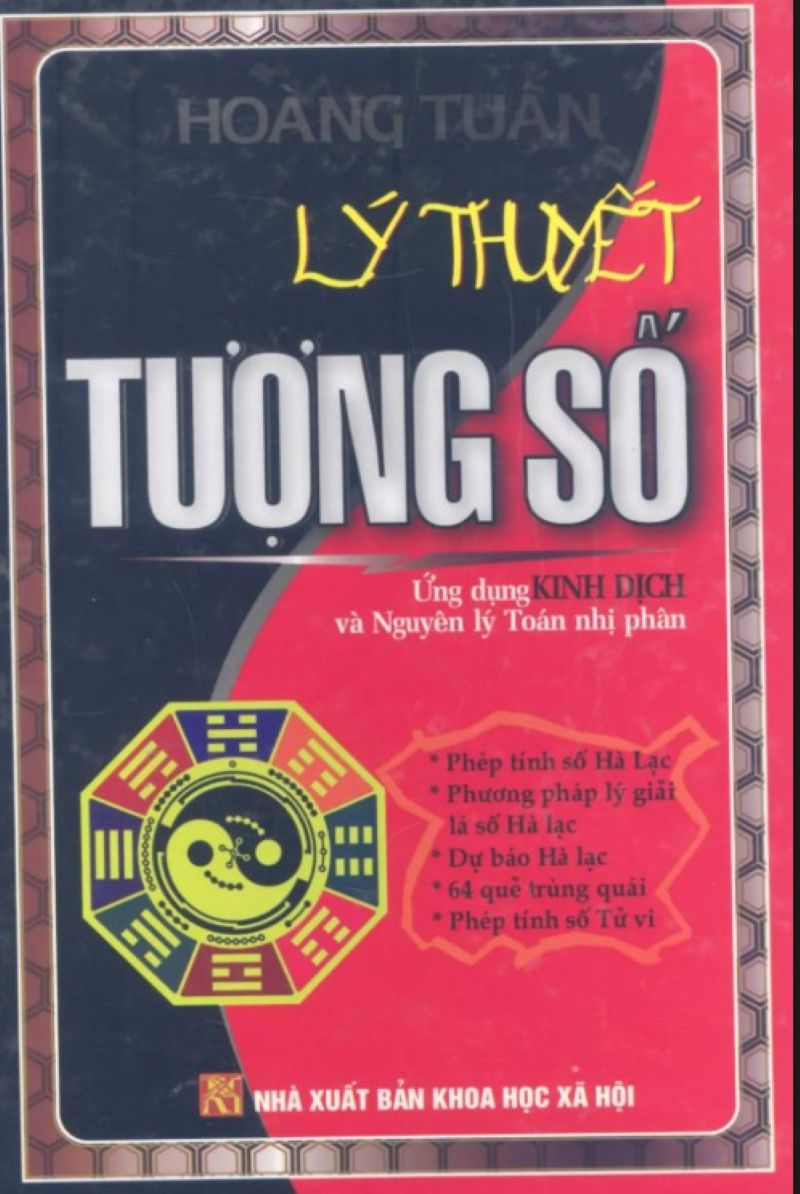 HOÀNG TUẤN
LÝ THUYẾT
TƯỢNG SỐ
Ứng dụng KINH DỊCH
và Nguyên lý Toán nhị phân
* Phép tính số Hà Lạc
* Phương pháp lý giải
lá số Hà lạc
* Dự báo Hà lạc
* 64 quẻ trùng quái
* Phép tính số Tử vi
NHÀ XUẤT BẢN KHOA HỌC XÃ HỘI